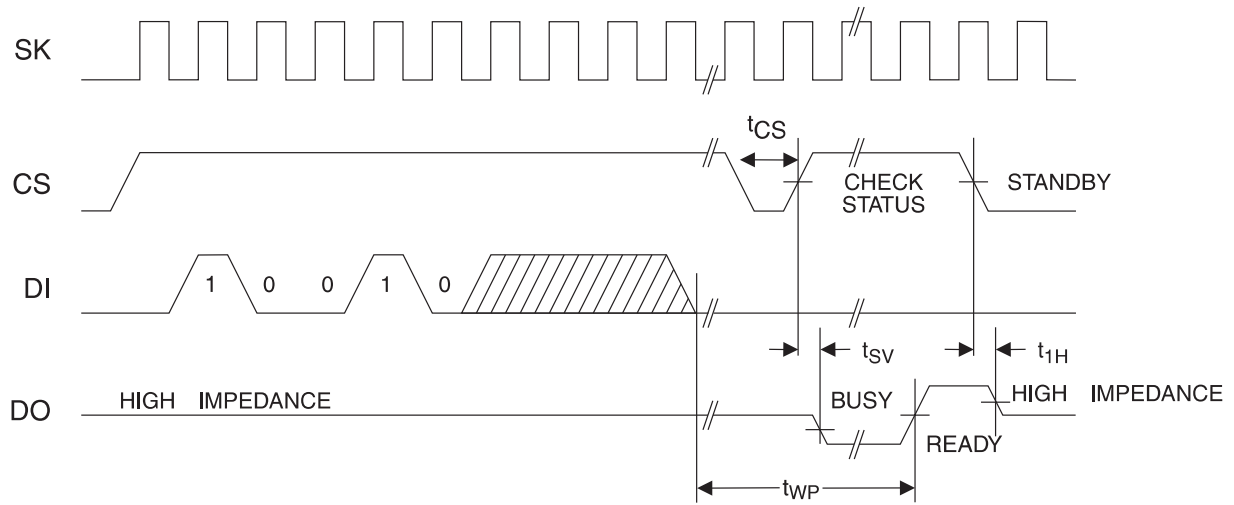 SK
tCS
CS
CHECK
STATUS
STANDBY
DI
1 0 0 1 0
tSV
t1H
DO
HIGH IMPEDANCE
BUSY
HIGH IMPEDANCE
READY
tWP